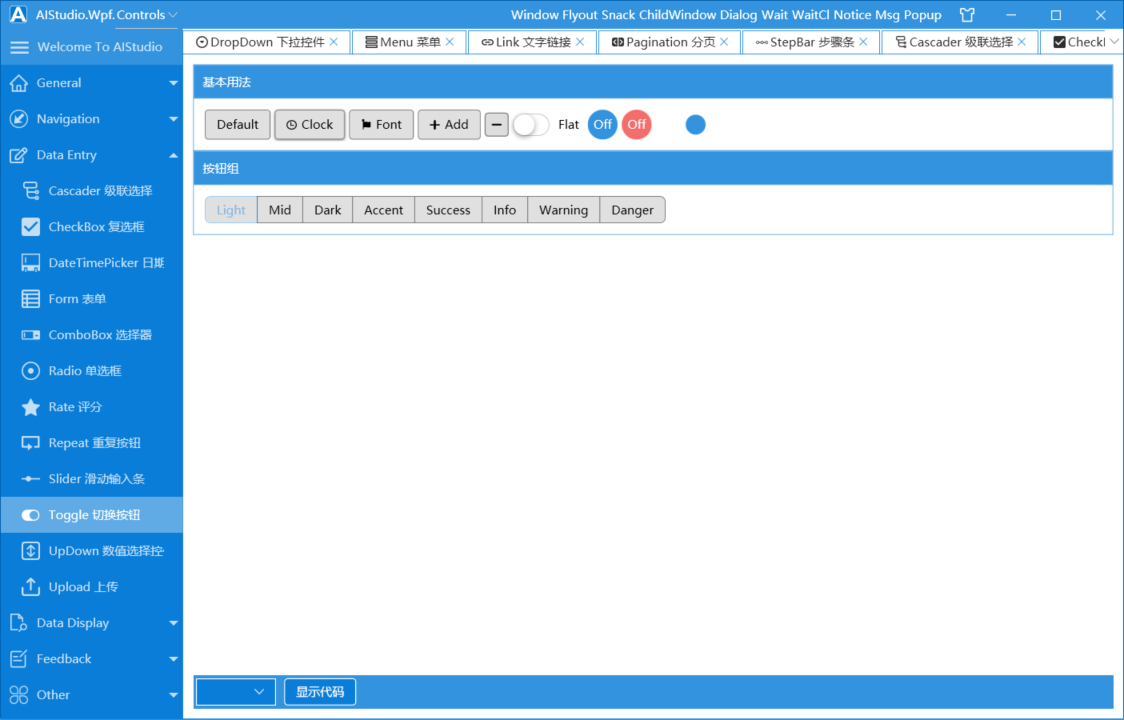 AIStudio.Wpf.Controls
Window Flyout Snack ChildWindow Dialog Wait WaitCl Notice Msg Popup
Welcome To AIStudio
General
Navigation
Data Entry
Cascader 级联选择
CheckBox 复选框
DateTimePicker 日期
Form 表单
ComboBox 选择器
Radio 单选框
Rate 评分
Repeat 重复按钮
Slider 滑动输入条
Toggle 切换按钮
UpDown 数值选择控
Upload 上传
Data Display
Feedback
Other
DropDown 下拉控件
Menu 菜单
Link 文字链接
Pagination 分页
StepBar 步骤条
Cascader 级联选择
Check
基本用法
Default
Clock
Font
Add
Flat
Off
Off
按钮组
Light
Mid
Dark
Accent
Success
Info
Warning
Danger
显示代码